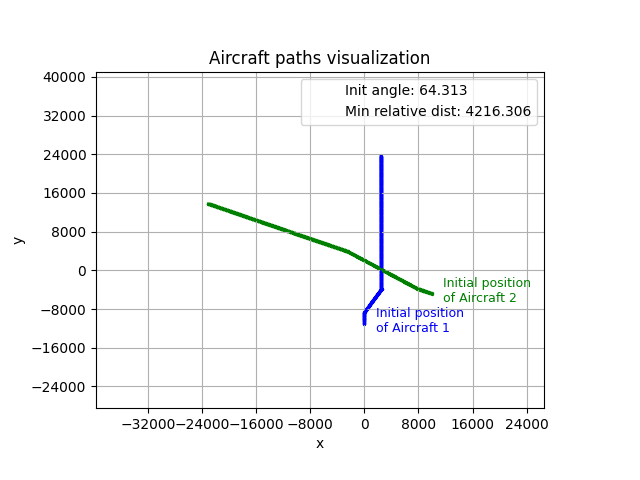 Aircraft paths visualization
Init angle: 64.313
Min relative dist: 4216.306
40000
32000
24000
16000
8000
0
−8000
−16000
−24000
y
Initial position
of Aircraft 2
Initial position
of Aircraft 1
−32000 −24000 −16000 −8000 0 8000 16000 24000
x